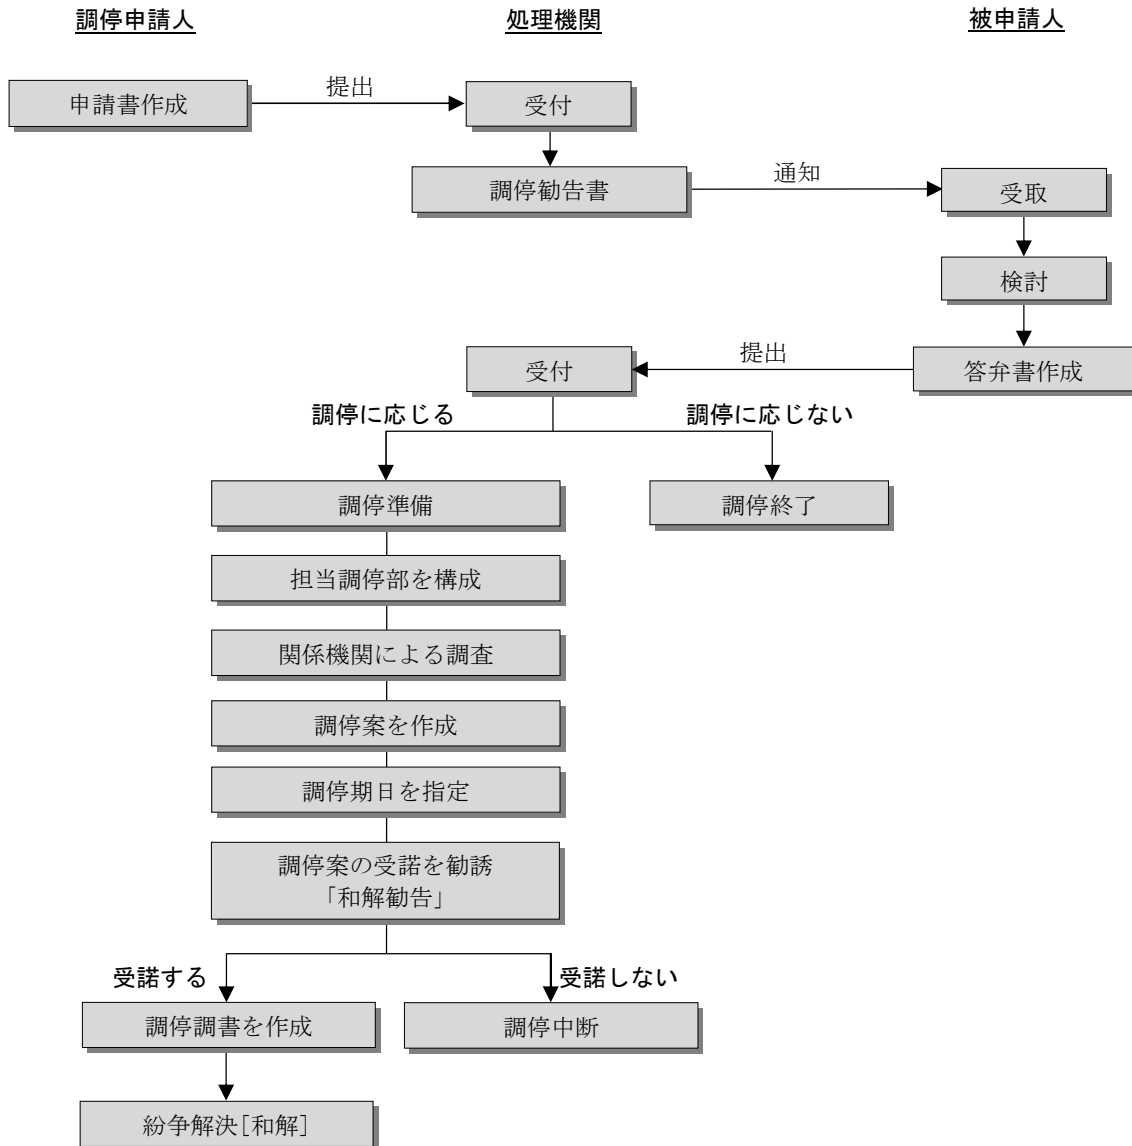 調停申請人
処理機関
被申請人
申請書作成
提出
受付
調停勧告書
通知
受取
検討
答弁書作成
提出
受付
調停に応じる
調停に応じない
調停準備
調停終了
担当調停部を構成
関係機関による調査
調停案を作成
調停期日を指定
調停案の受諾を勧誘
「和解勧告」
受諾する
受諾しない
調停調書を作成
調停中断
紛争解決[和解]